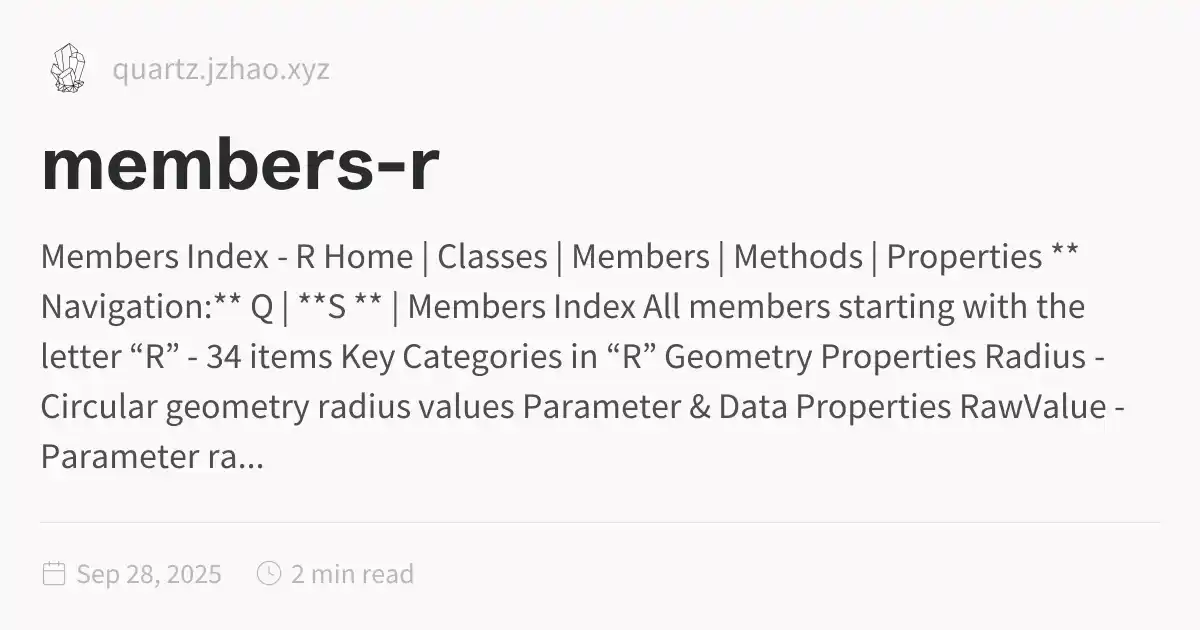 quartz.jzhao.xyz
members-r
Members Index - R Home | Classes | Members | Methods | Properties **
Navigation:** Q | **S ** | Members Index All members starting with the
letter “R” - 34 items Key Categories in “R” Geometry Properties Radius -
Circular geometry radius values Parameter & Data Properties RawValue -
Parameter ra...
Sep 28, 2025 2 min read